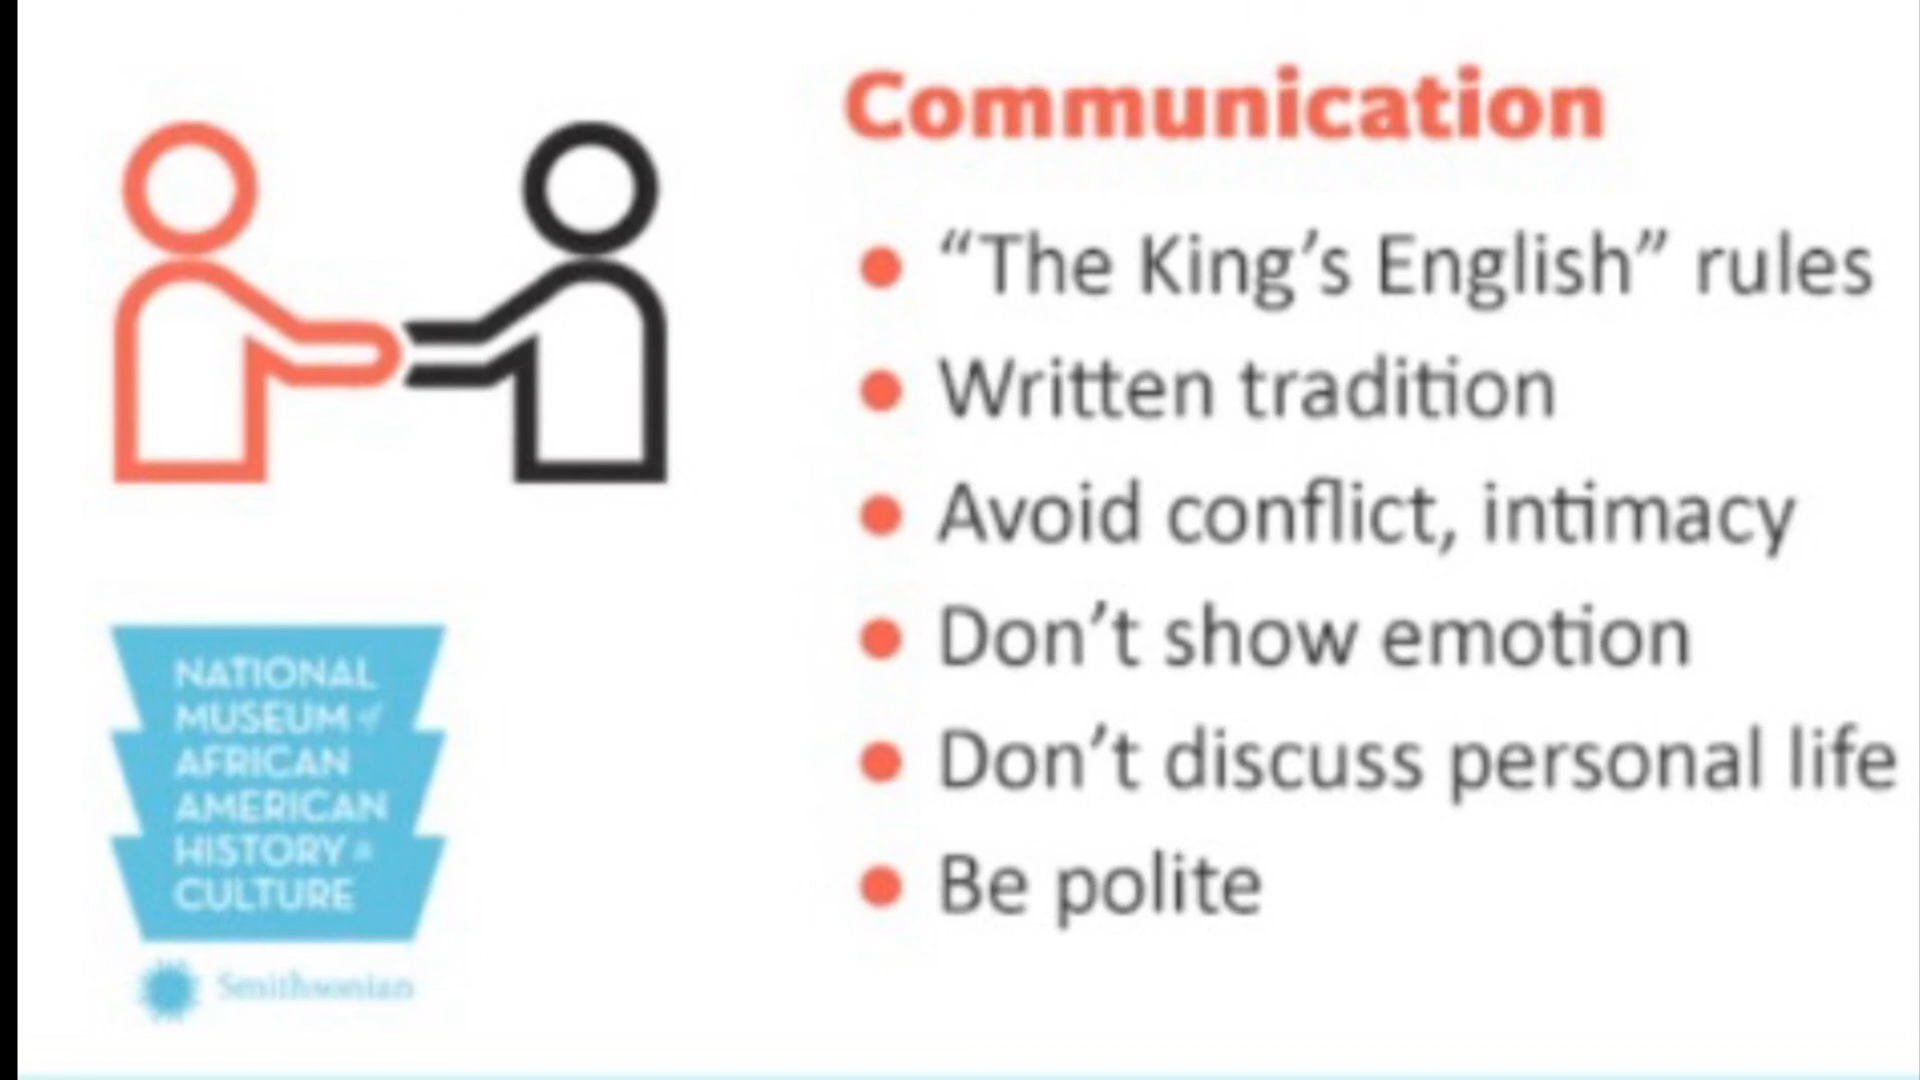 Communication
“The King’s English” rules
Written tradition
Avoid conflict, intimacy
Don’t show emotion
Don’t discuss personal life
Be polite
NATIONAL
MUSEUM of
AFRICAN
AMERICAN
HISTORY &
CULTURE
Smithsonian